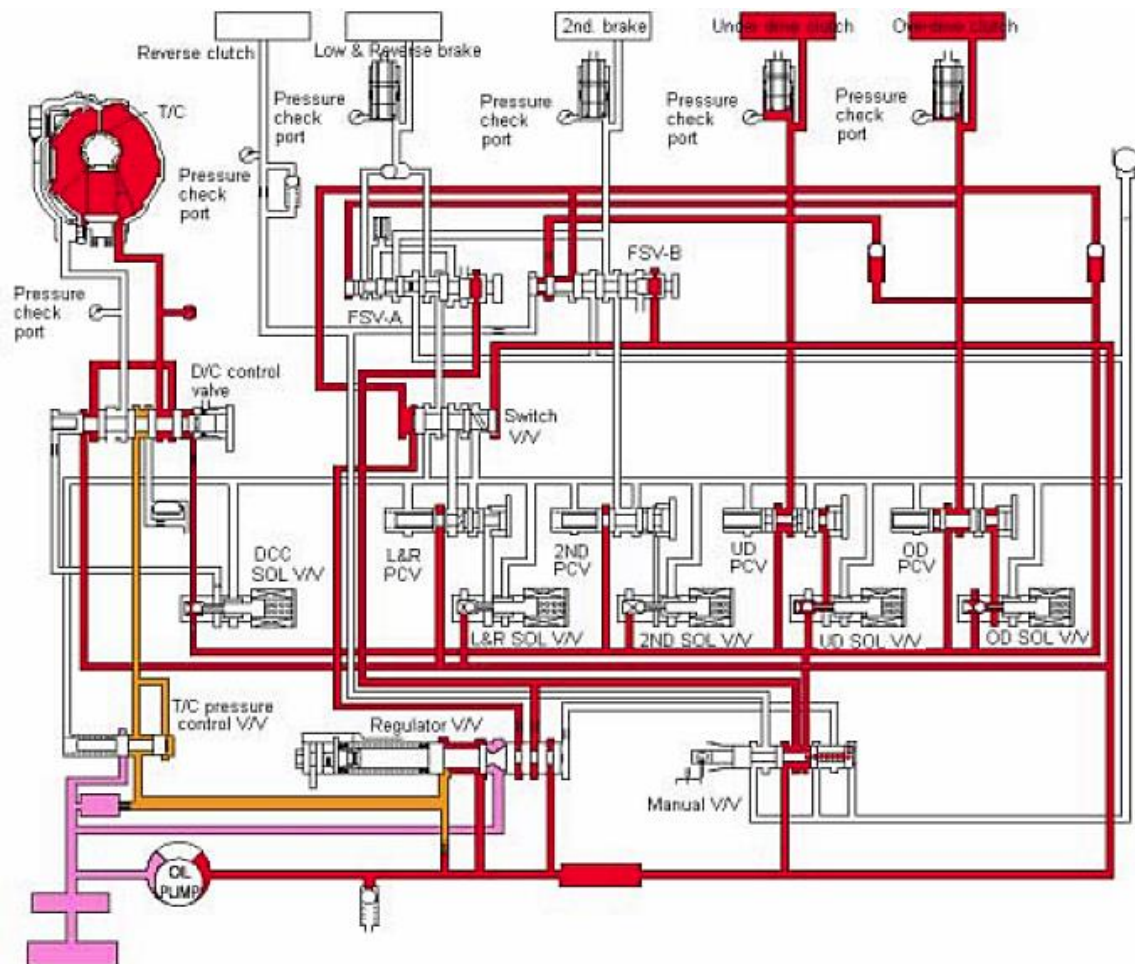 Reverse clutch
Low & Reverse brake
2nd. brake
Under drive clutch
Overdrive clutch
T/C
Pressure
check
port
Pressure
check
port
Pressure
check
port
Pressure
check
port
Pressure
check
port
Pressure
check
port
FSV-A
FSV-B
D/C control
valve
Switch
V/V
DCC
SOL V/V
L&R
PCV
2ND
PCV
UD
PCV
OD
PCV
L&R SOL V/V
2ND SOL V/V
UD SOL V/V
OD SOL V/V
T/C pressure
control V/V
Regulator V/V
Manual V/V
OIL
PUMP